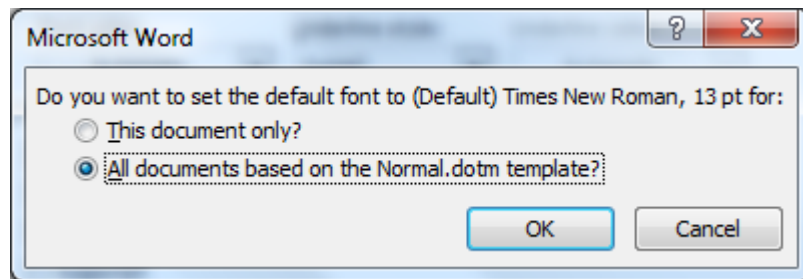 Microsoft Word
Do you want to set the default font to (Default) Times New Roman, 13 pt for:
This document only?
All documents based on the Normal.dotm template?
OK Cancel